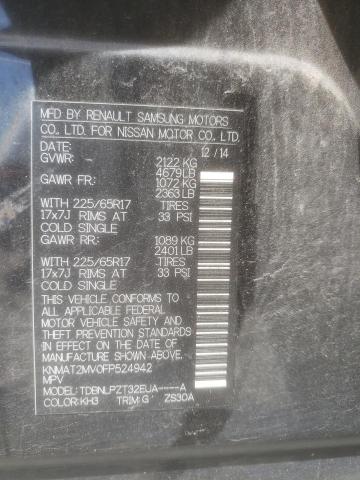 MFD BY RENAULT SAMSUNG MOTORS
CO., LTD. FOR NISSAN MOTOR CO., LTD
DATE: 12/14
GVWR: 2122 KG
4679LB
GAWR FR: 1072 KG
2363LB
WITH 225/65R17 TIRES
17x7J RIMS AT 33 PSI
COLD SINGLE
GAWR RR: 1089 KG
2401LB
WITH 225/65R17 TIRES
17x7J RIMS AT 33 PSI
COLD SINGLE
THIS VEHICLE CONFORMS TO
ALL APPLICABLE FEDERAL
MOTOR VEHICLE SAFETY AND
THEFT PREVENTION STANDARDS
IN EFFECT ON THE DATE OF
MANUFACTURE SHOWN ABOVE.
KNMAT2MV0FP524942
MPV
MODEL: TDBNLPZT32EUA----A
COLOR:KH3 TRIM:G ZS30A